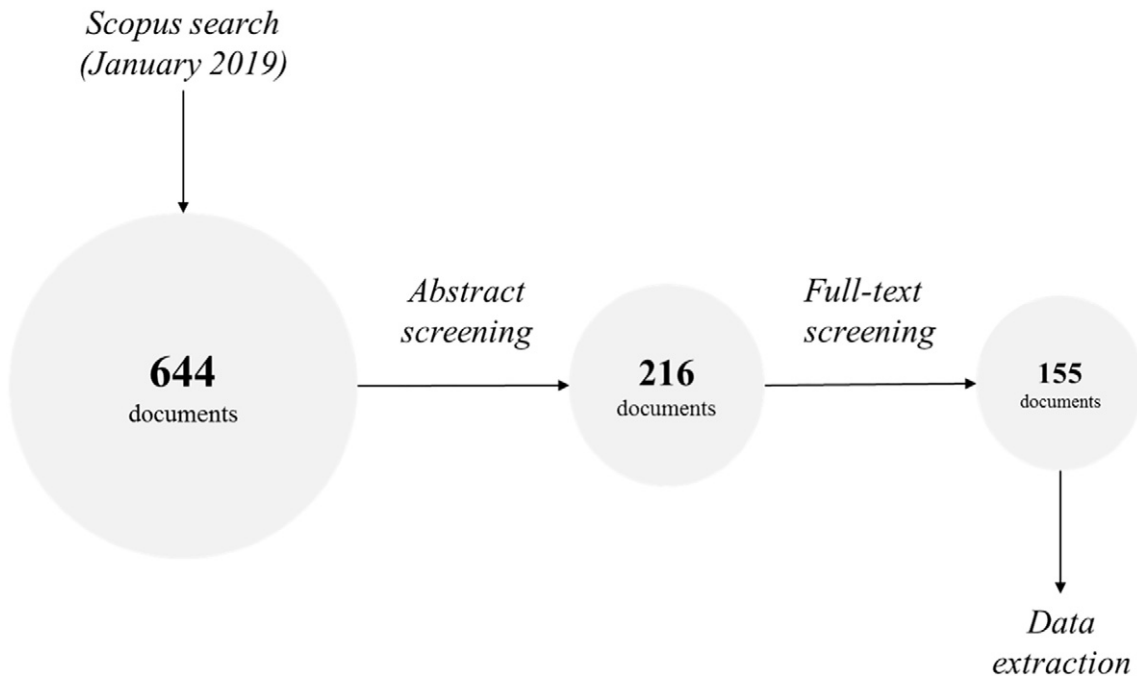 Scopus search
(January 2019)
644
documents
Abstract
screening
216
documents
Full-text
screening
155
documents
Data
extraction